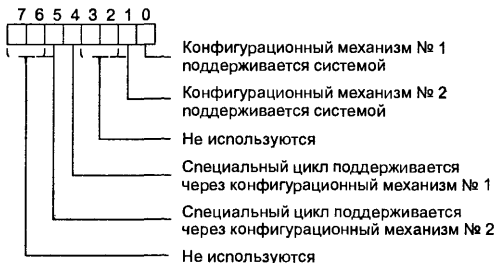 7 6 5 4 3 2 1 0
Конфигурационный механизм № 1
поддерживается системой
Конфигурационный механизм № 2
поддерживается системой
Не используются
Специальный цикл поддерживается
через конфигурационный механизм № 1
Специальный цикл поддерживается
через конфигурационный механизм № 2
Не используются